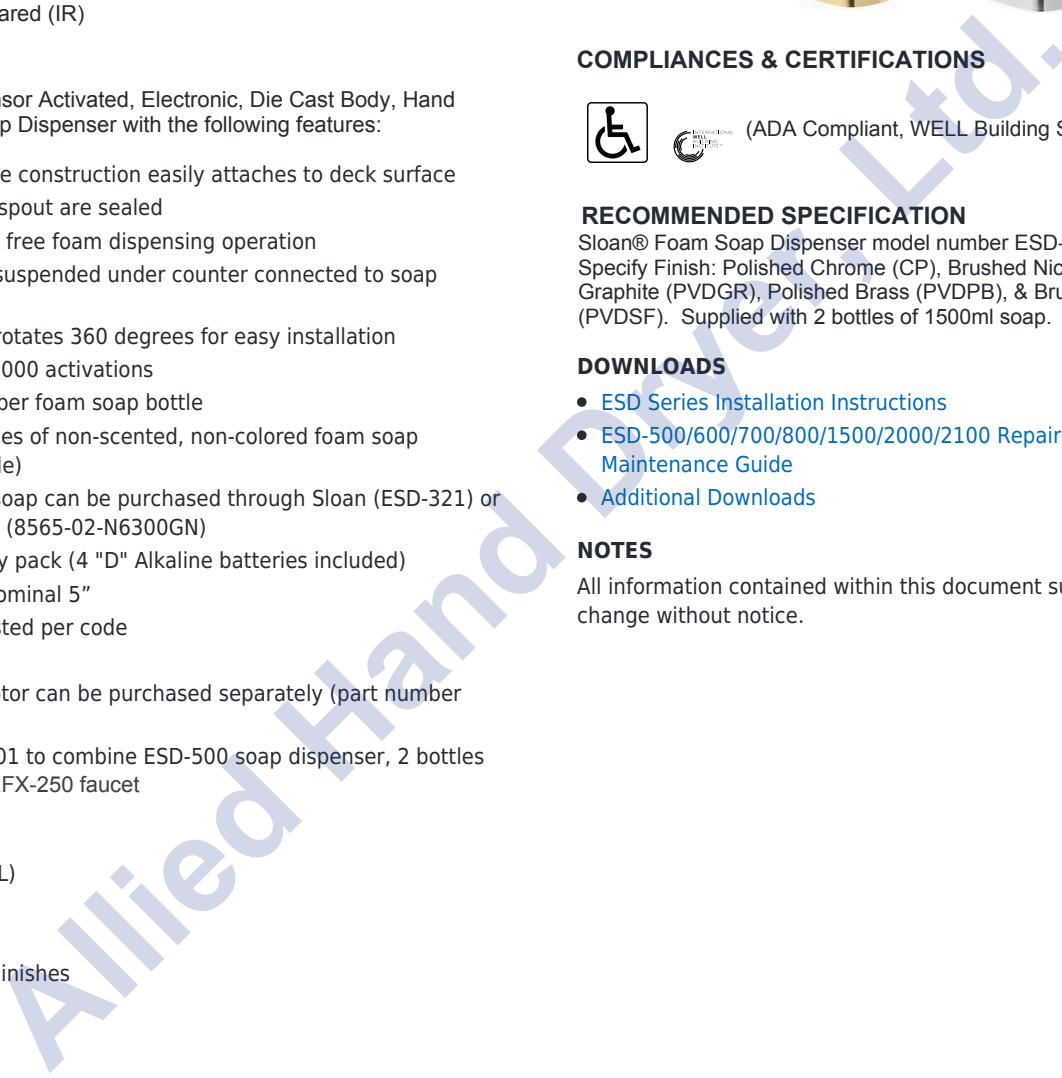 ared (IR)
nsor Activated, Electronic, Die Cast Body, Hand
p Dispenser with the following features:
e construction easily attaches to deck surface
spout are sealed
free foam dispensing operation
suspended under counter connected to soap
rotates 360 degrees for easy installation
000 activations
per foam soap bottle
es of non-scented, non-colored foam soap
le)
soap can be purchased through Sloan (ESD-321) or
(8565-02-N6300GN)
y pack (4 "D" Alkaline batteries included)
ominal 5”
sted per code
otor can be purchased separately (part number
01 to combine ESD-500 soap dispenser, 2 bottles
FX-250 faucet
L)
inishes
COMPLIANCES & CERTIFICATIONS
INTERNATIONAL
WELL
BUILDING
INSTITUTE™
(ADA Compliant, WELL Building S
RECOMMENDED SPECIFICATION
Sloan® Foam Soap Dispenser model number ESD-
Specify Finish: Polished Chrome (CP), Brushed Nic
Graphite (PVDGR), Polished Brass (PVDPB), & Bru
(PVDSF). Supplied with 2 bottles of 1500ml soap.
DOWNLOADS
• ESD Series Installation Instructions
• ESD-500/600/700/800/1500/2000/2100 Repair
Maintenance Guide
• Additional Downloads
NOTES
All information contained within this document su
change without notice.
Allied Hand Dryer, Ltd.